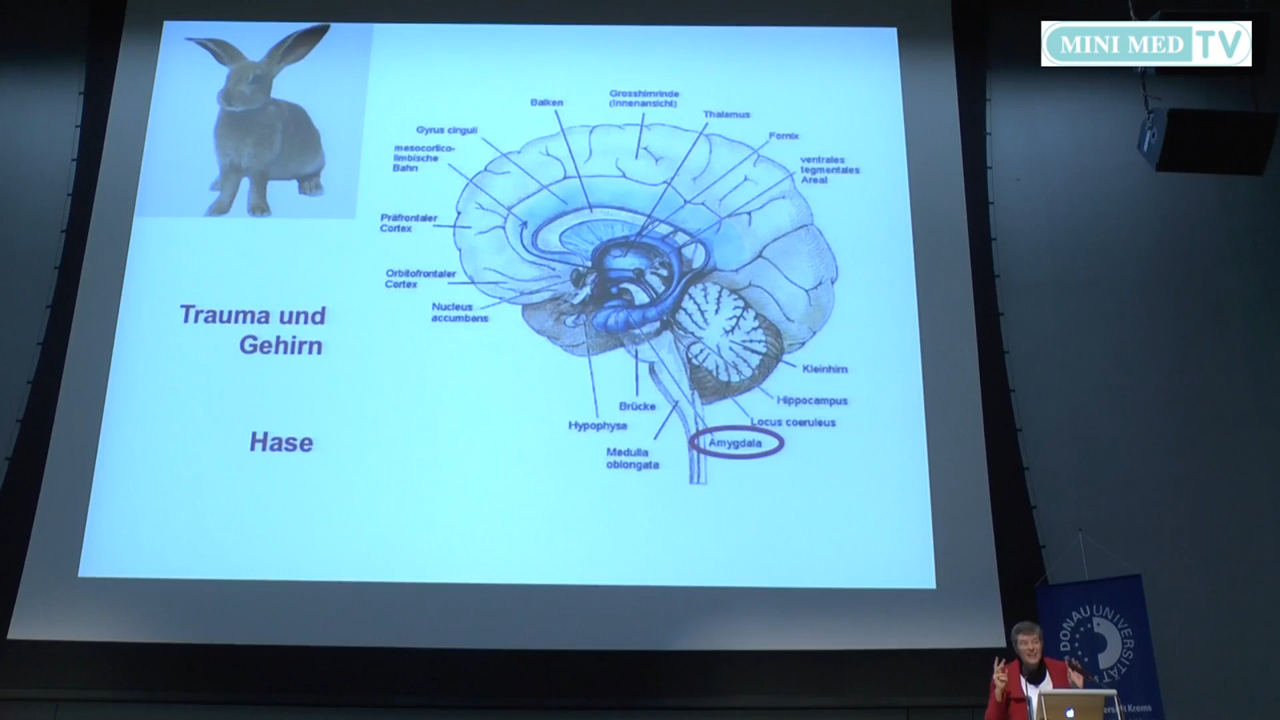 MINI MED TV
Grosshirnrinde
(Innenansicht)
Balken
Thalamus
Gyrus cinguli
Fornix
mesocortico-
limbische
Bahn
ventrales
tegmentales
Areal
Präfrontaler
Cortex
Orbitofrontaler
Cortex
Nucleus
accumbens
Trauma und
Gehirn
Kleinhirn
Hippocampus
Brücke
Locus coeruleus
Hypophyse
Amygdala
Hase
Medulla
oblongata
DONAU UNIVERSITÄT
Krems